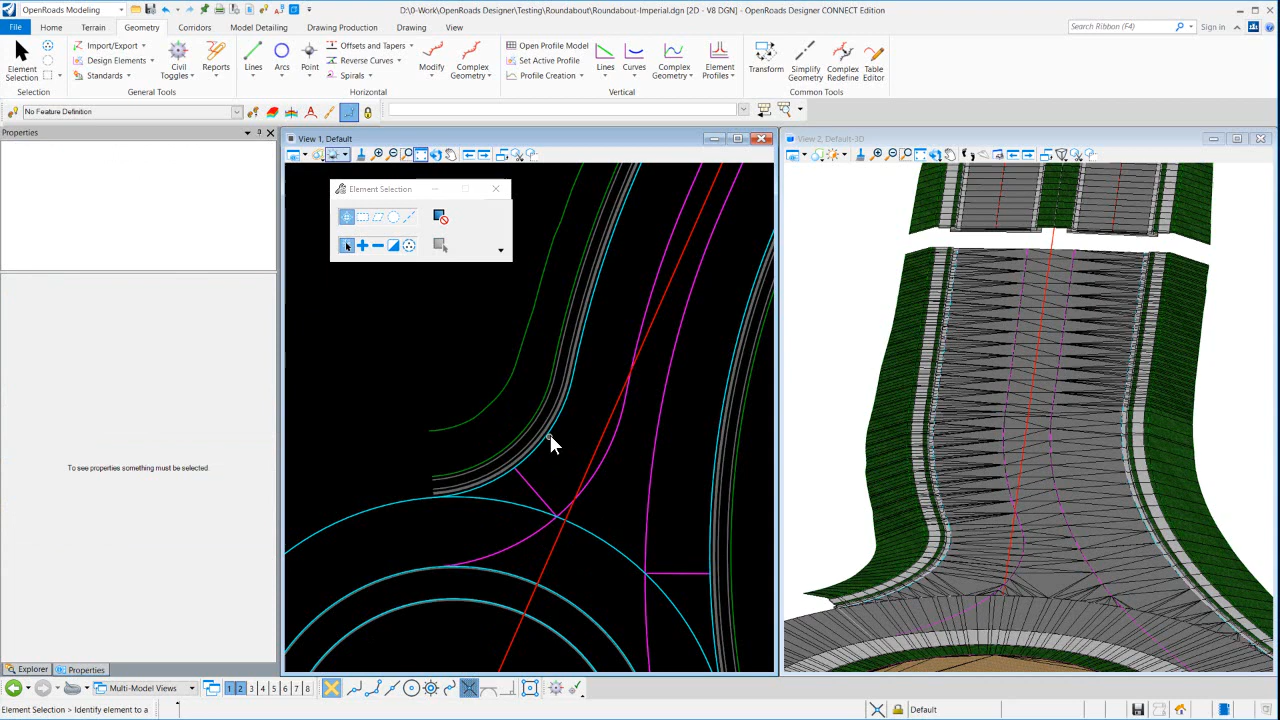 OpenRoads Modeling
D:\0-Work\OpenRoads Designer\Testing\Roundabout\Roundabout-Imperial.dgn [2D - V8 DGN] - OpenRoads Designer CONNECT Edition
File Home Terrain Geometry Corridors Model Detailing Drawing Production Drawing View
Search Ribbon (F4)
Sign in
Element Selection
Import/Export
Design Elements
Standards
Civil Toggles
Reports
Lines
Arcs
Point
Offsets and Tapers
Reverse Curves
Spirals
Modify
Complex Geometry
Open Profile Model
Set Active Profile
Profile Creation
Lines
Curves
Complex Geometry
Element Profiles
Transform
Simplify Geometry
Complex Redefine
Table Editor
Selection
General Tools
Horizontal
Vertical
Common Tools
No Feature Definition
Properties
View 1, Default
View 2, Default-3D
Element Selection
To see properties something must be selected.
Explorer
Properties
Multi-Model Views
1 2 3 4 5 6 7 8
Element Selection > Identify element to a
Default